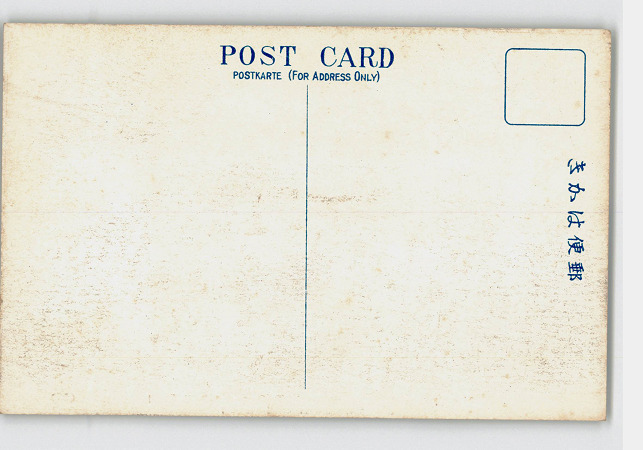 POST CARD
POSTKARTE (FOR ADDRESS ONLY)
郵便はかき